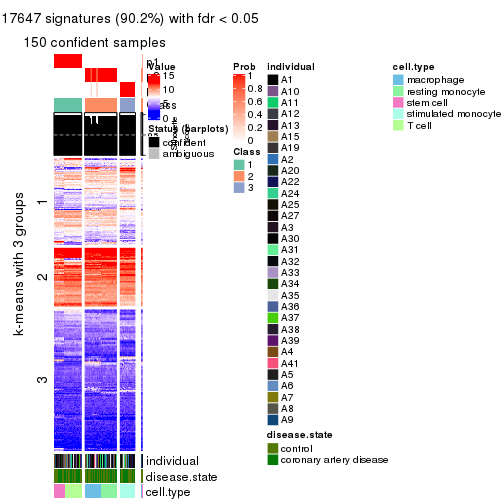 17647 signatures (90.2%) with fdr < 0.05
150 confident samples
k-means with 3 groups
1
2
3
individual
disease.state
cell.type
Value
15
10
5
0
Status (barplots)
confident
ambiguous
Prob
1
0.8
0.6
0.4
0.2
0
Class
1
2
3
individual
A1
A10
A11
A12
A13
A15
A19
A2
A20
A22
A24
A25
A27
A3
A30
A31
A32
A33
A34
A35
A36
A37
A38
A39
A4
A41
A5
A6
A7
A8
A9
disease.state
control
coronary artery disease
cell.type
macrophage
resting monocyte
stem cell
stimulated monocyte
T cell